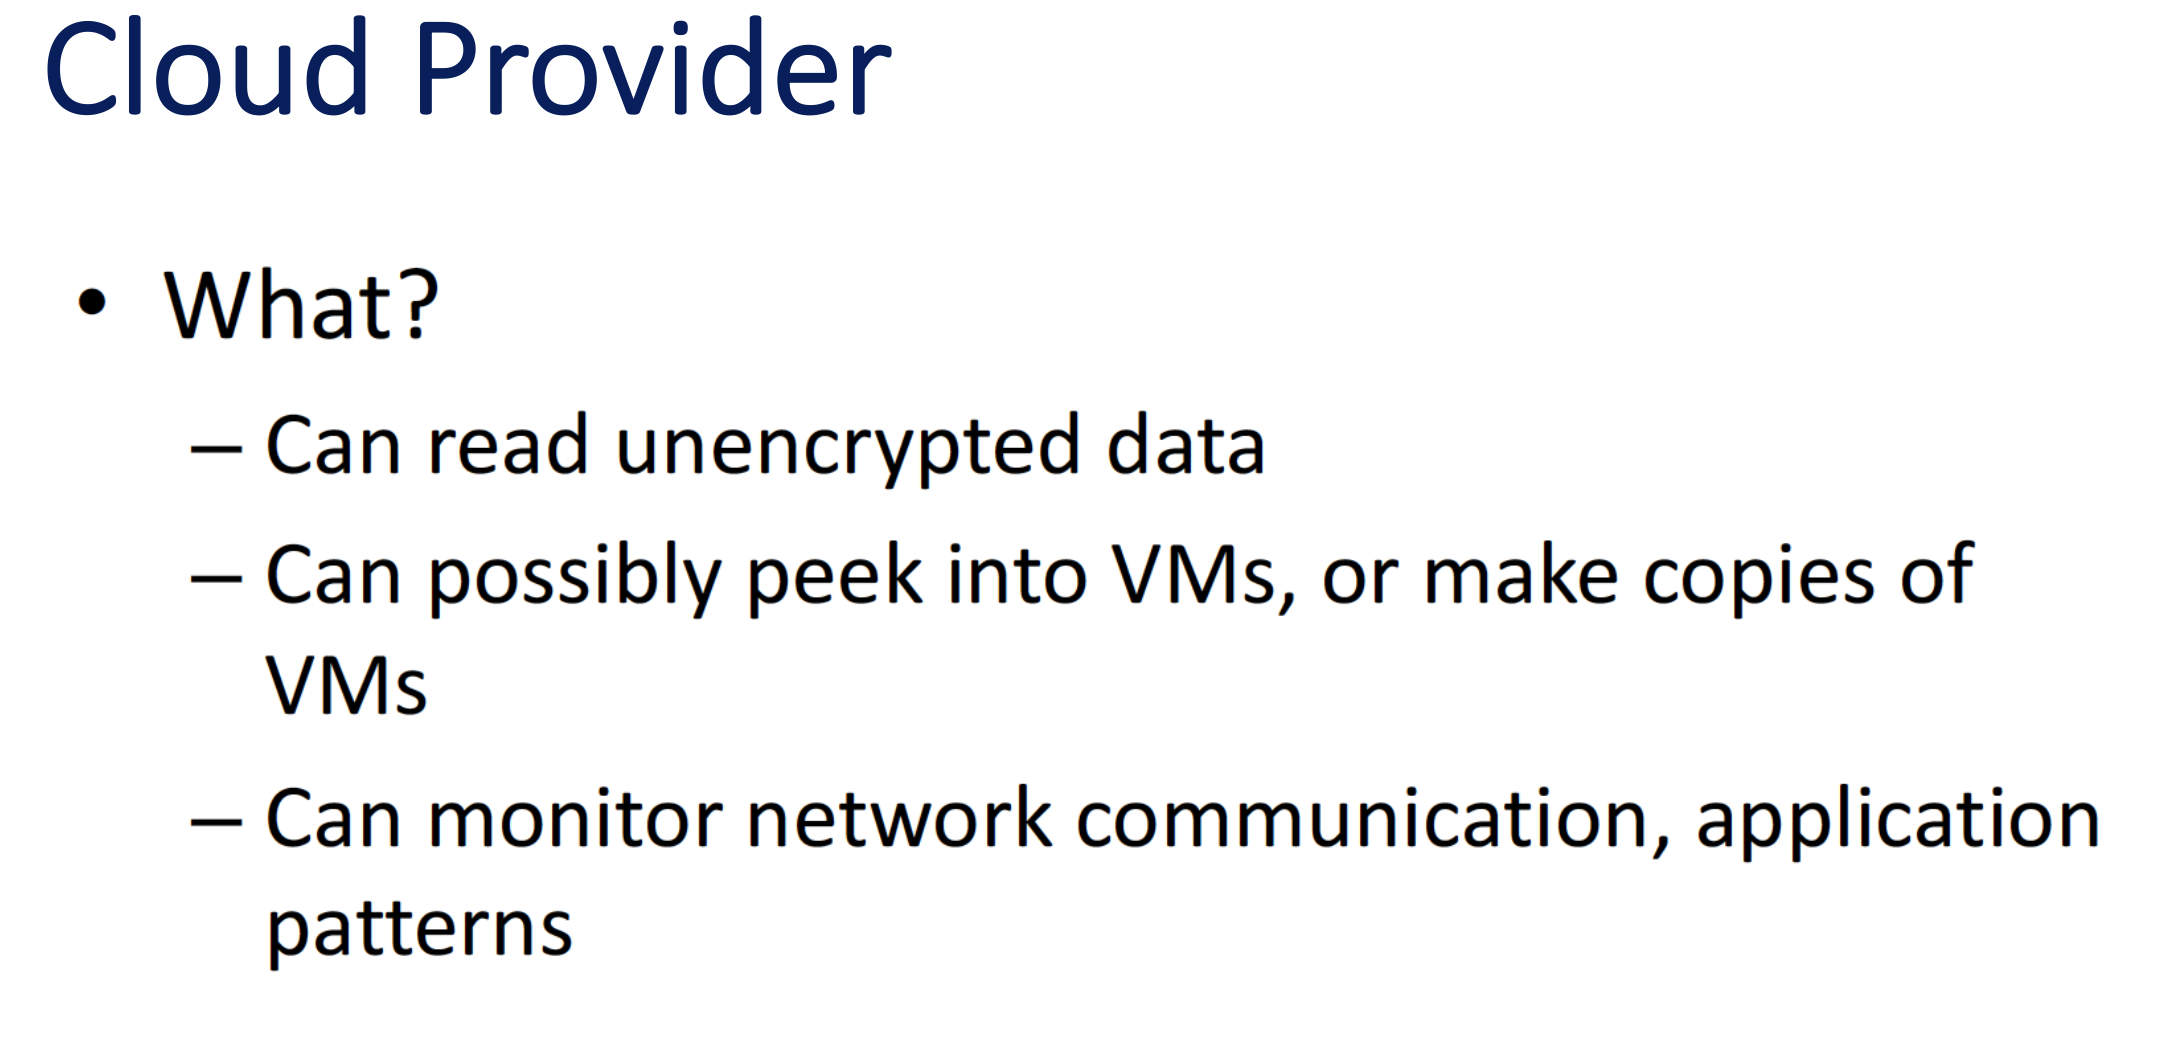 Cloud Provider
• What?
– Can read unencrypted data
– Can possibly peek into VMs, or make copies of
VMs
– Can monitor network communication, application
patterns